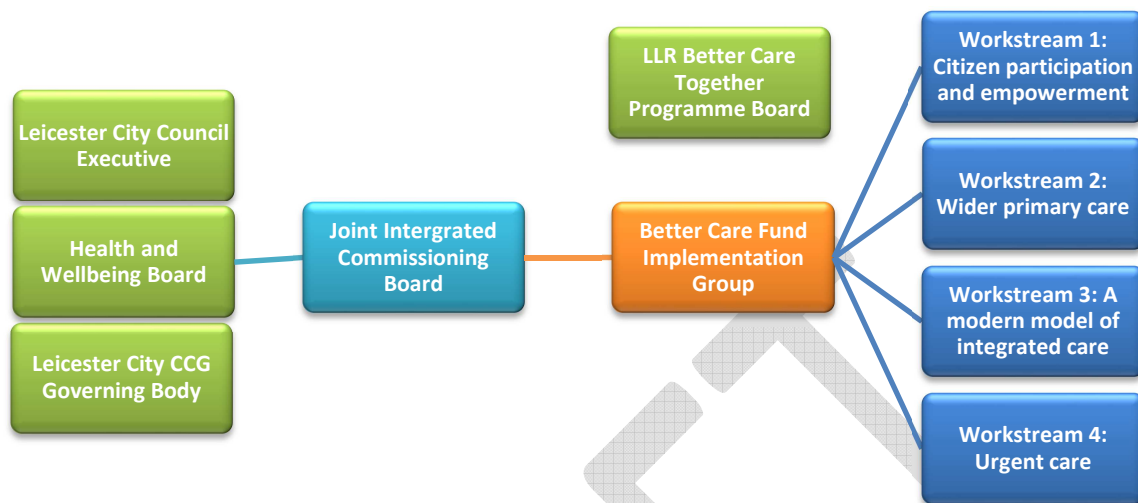 Leicester City Council
Executive
Health and
Wellbeing Board
Leicester City CCG
Governing Body
Joint Intergrated
Commissioning
Board
LLR Better Care
Together
Programme Board
Better Care Fund
Implementation
Group
Workstream 1:
Citizen participation
and empowerment
Workstream 2:
Wider primary care
Workstream 3: A
modern model of
integrated care
Workstream 4:
Urgent care